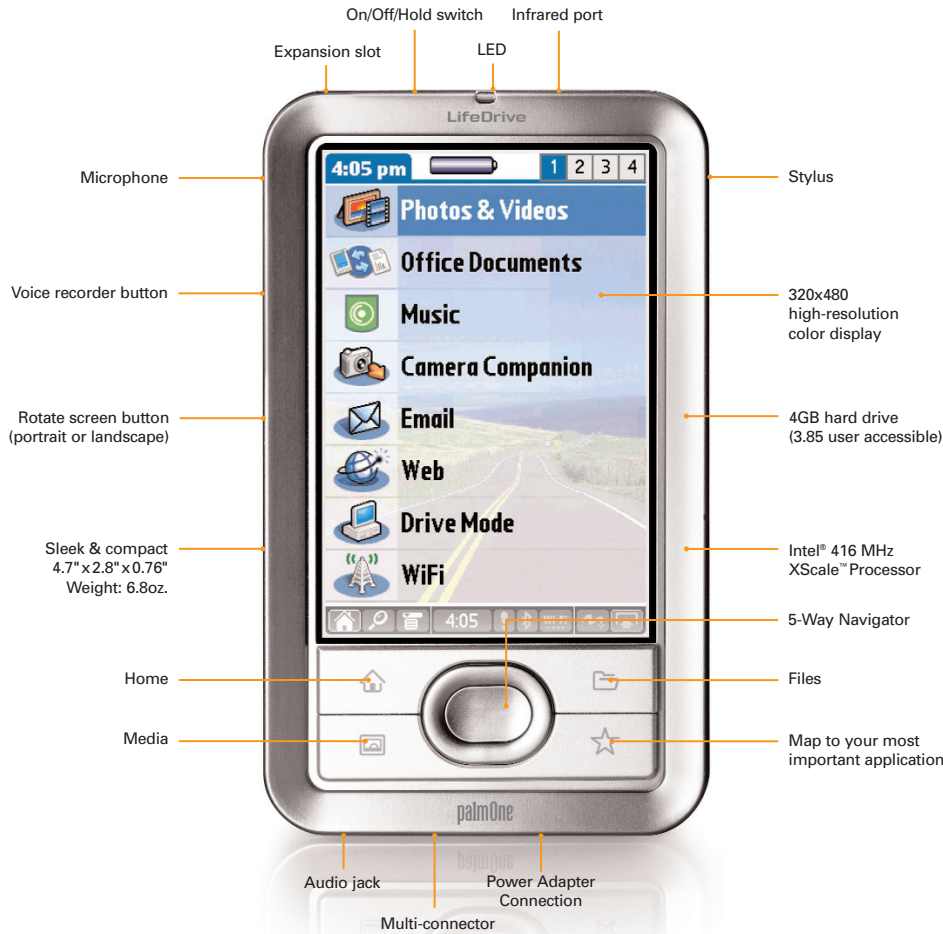 On/Off/Hold switch
Infrared port
Expansion slot
LED
LifeDrive
Microphone
Stylus
4:05 pm
1 2 3 4
Photos & Videos
Office Documents
Voice recorder button
320x480
high-resolution
color display
Music
Camera Companion
Rotate screen button
(portrait or landscape)
Email
4GB hard drive
(3.85 user accessible)
Web
Drive Mode
Sleek & compact
4.7" x 2.8" x 0.76"
Weight: 6.8oz.
Intel® 416 MHz
XScale™ Processor
WiFi
4:05
Wi-Fi
5-Way Navigator
Home
Files
Media
Map to your most
important application
palmOne
Audio jack
Power Adapter
Connection
Multi-connector